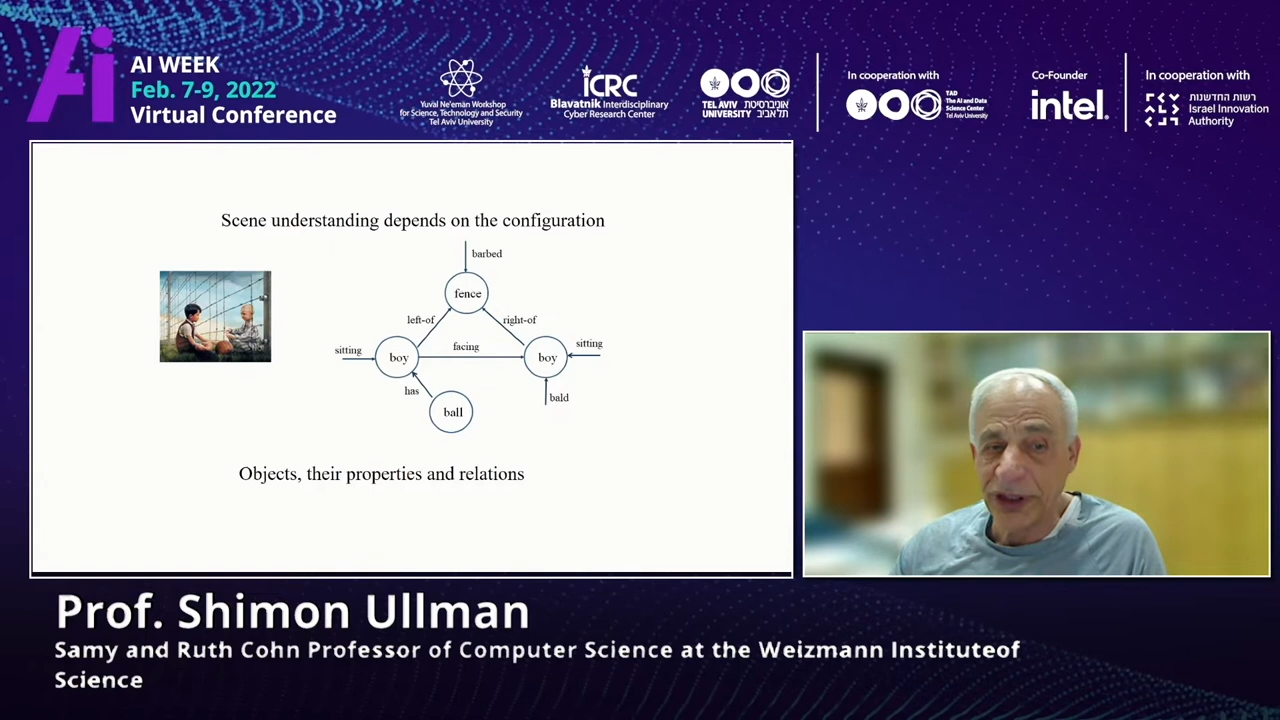 Ai
AI WEEK
Feb. 7-9, 2022
Virtual Conference
Yuval Ne'eman Workshop
for Science, Technology and Security
Tel Aviv University
iCRC
Blavatnik Interdisciplinary
Cyber Research Center
TEL AVIV אוניברסיטת
UNIVERSITY תל אביב
In cooperation with
TAD
The AI and Data
Science Center
Tel Aviv University
Co-Founder
intel.
In cooperation with
רשות החדשנות
Israel Innovation
Authority
Scene understanding depends on the configuration
barbed
fence
left-of
right-of
sitting
boy
facing
boy
sitting
has
bald
ball
Objects, their properties and relations
Prof. Shimon Ullman
Samy and Ruth Cohn Professor of Computer Science at the Weizmann Instituteof
Science